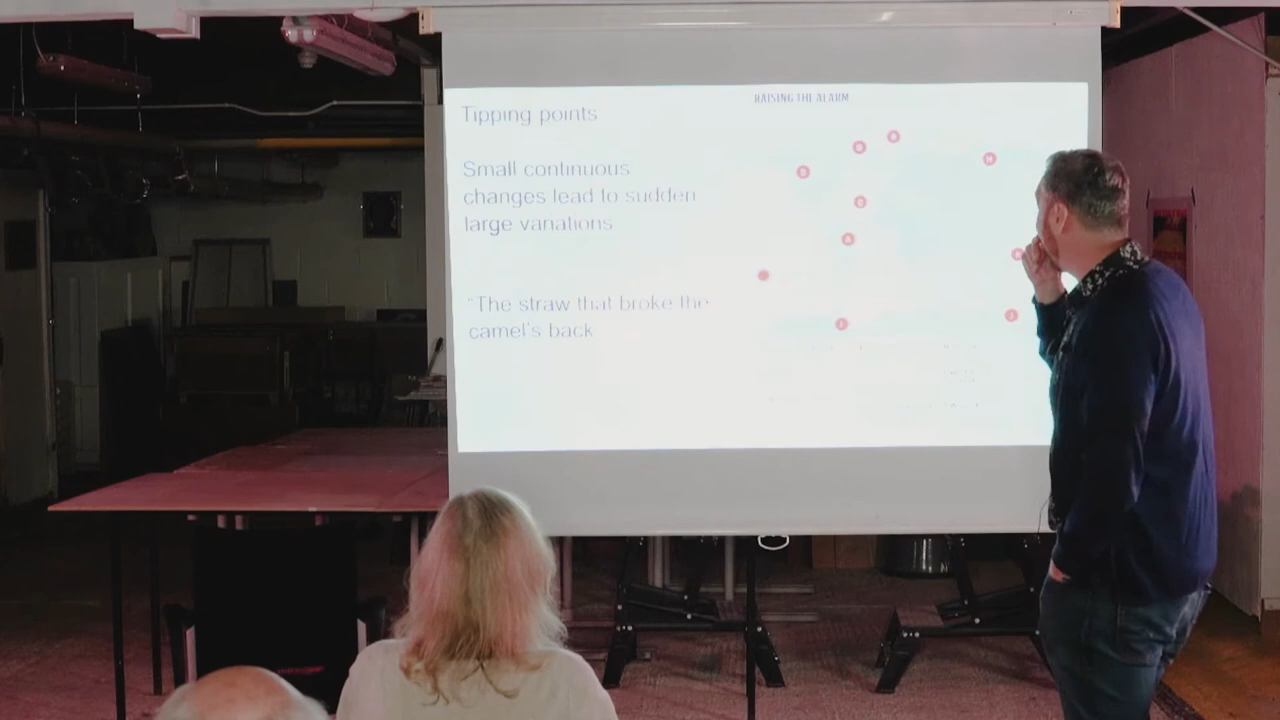 Tipping points
Small continuous
changes lead to sudden
large variations
"The straw that broke the
camel's back
RAISING THE ALARM